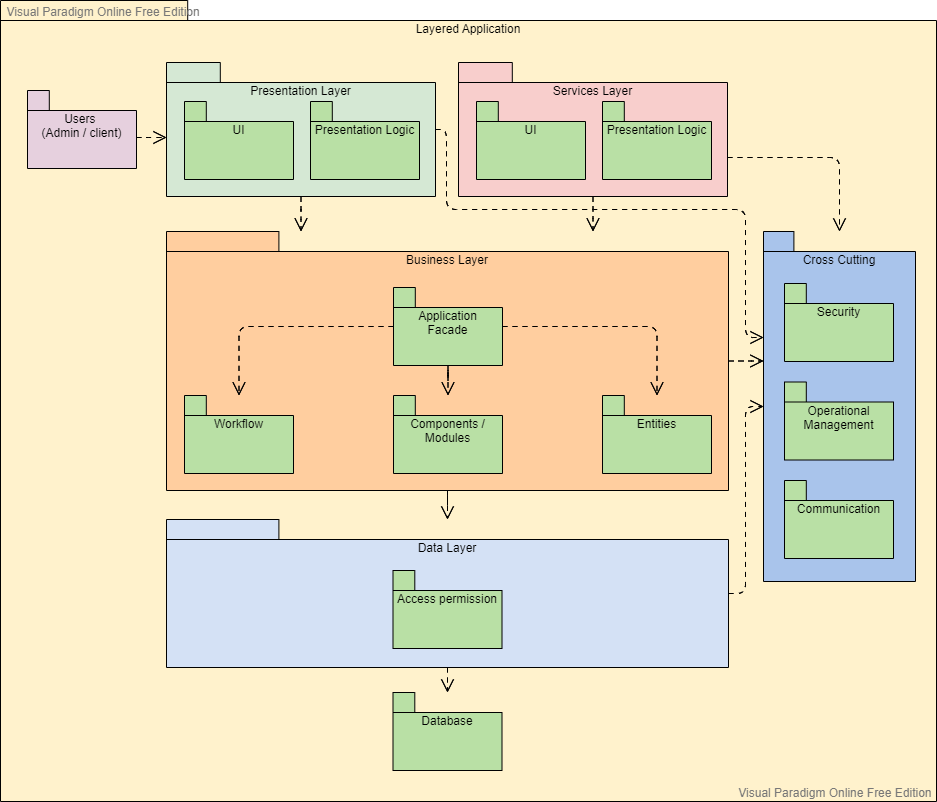 Visual Paradigm Online Free Edition
Layered Application
Users
(Admin / client)
Presentation Layer
UI
Presentation Logic
Services Layer
UI
Presentation Logic
Business Layer
Application
Facade
Workflow
Components /
Modules
Entities
Cross Cutting
Security
Operational
Management
Communication
Data Layer
Access permission
Database
Visual Paradigm Online Free Edition